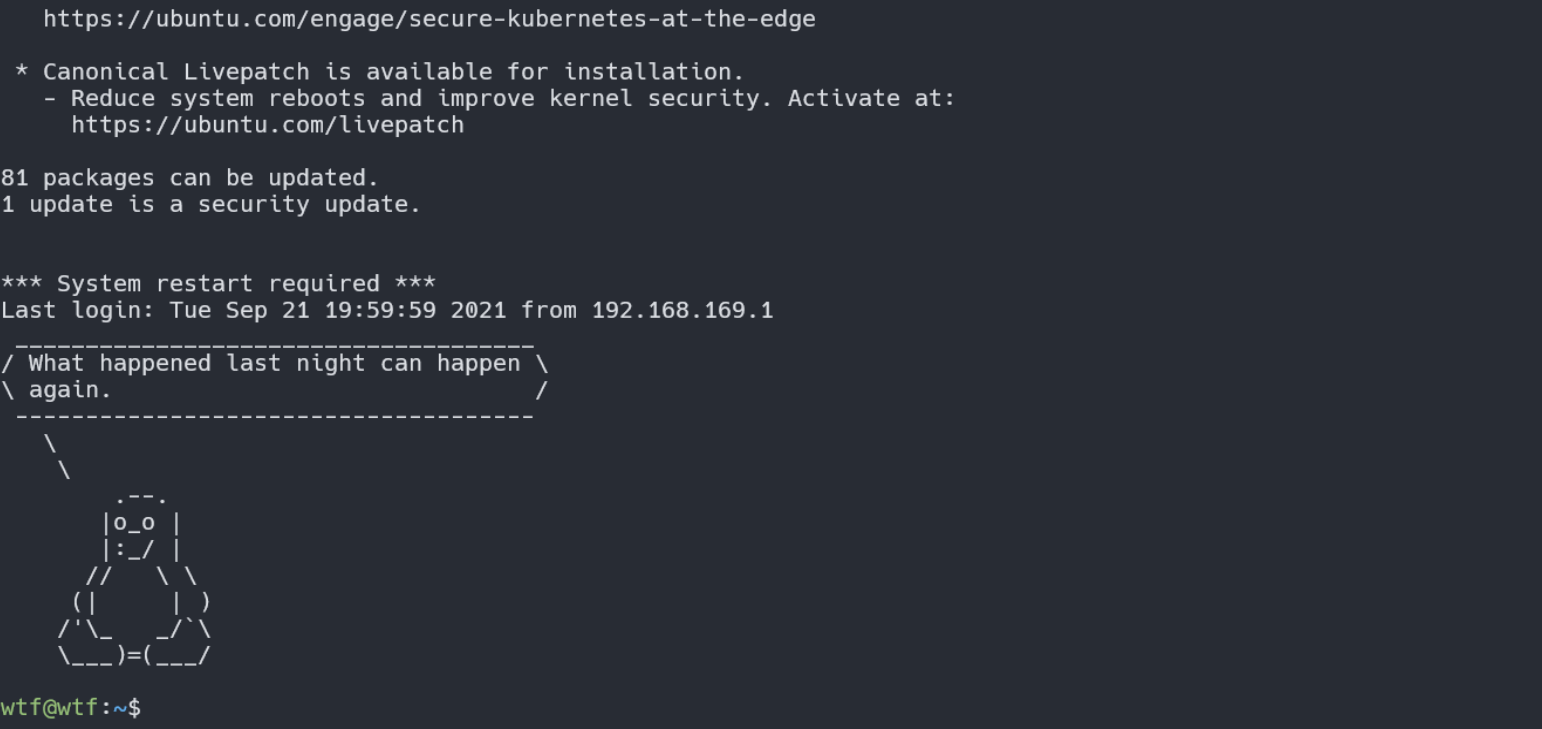 https://ubuntu.com/engage/secure-kubernetes-at-the-edge

 * Canonical Livepatch is available for installation.
   - Reduce system reboots and improve kernel security. Activate at:
     https://ubuntu.com/livepatch

81 packages can be updated.
1 update is a security update.


*** System restart required ***
Last login: Tue Sep 21 19:59:59 2021 from 192.168.169.1
 _____________________________________
/ What happened last night can happen \
\ again.                              /
 -------------------------------------
   \
    \
        .--.
       |o_o |
       |:_/ |
      //   \ \
     (|     | )
    /'\_   _/`\
    \___)=(___/

wtf@wtf:~$